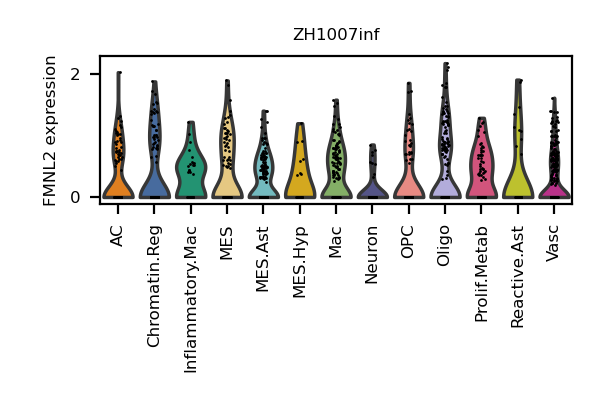 ZH1007inf
FMNL2 expression
2
0
AC
Chromatin.Reg
Inflammatory.Mac
MES
MES.Ast
MES.Hyp
Mac
Neuron
OPC
Oligo
Prolif.Metab
Reactive.Ast
Vasc